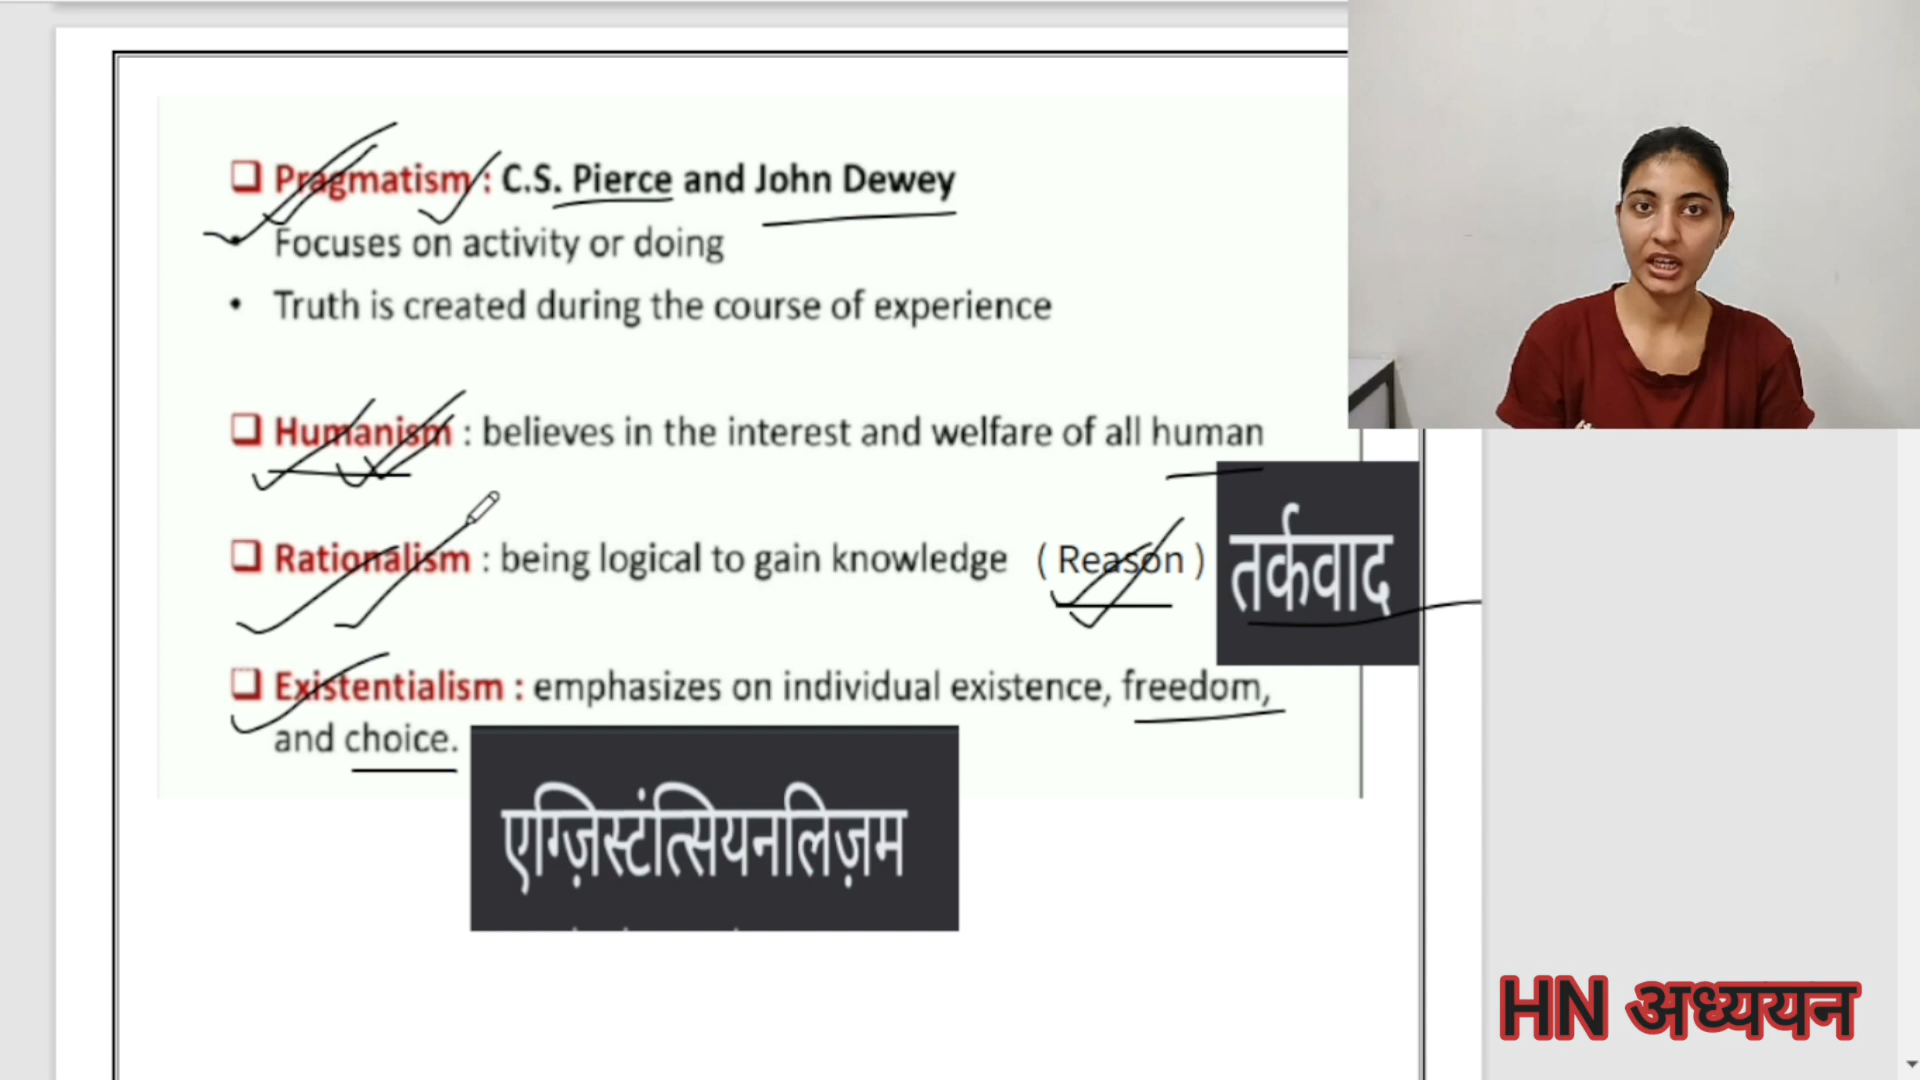 ❑ Pragmatism : C.S. Pierce and John Dewey
• Focuses on activity or doing
• Truth is created during the course of experience
❑ Humanism : believes in the interest and welfare of all human
❑ Rationalism : being logical to gain knowledge ( Reason ) तर्कवाद
❑ Existentialism : emphasizes on individual existence, freedom,
and choice.
एग्ज़िस्टंत्सियनलिज़म
HN अध्ययन